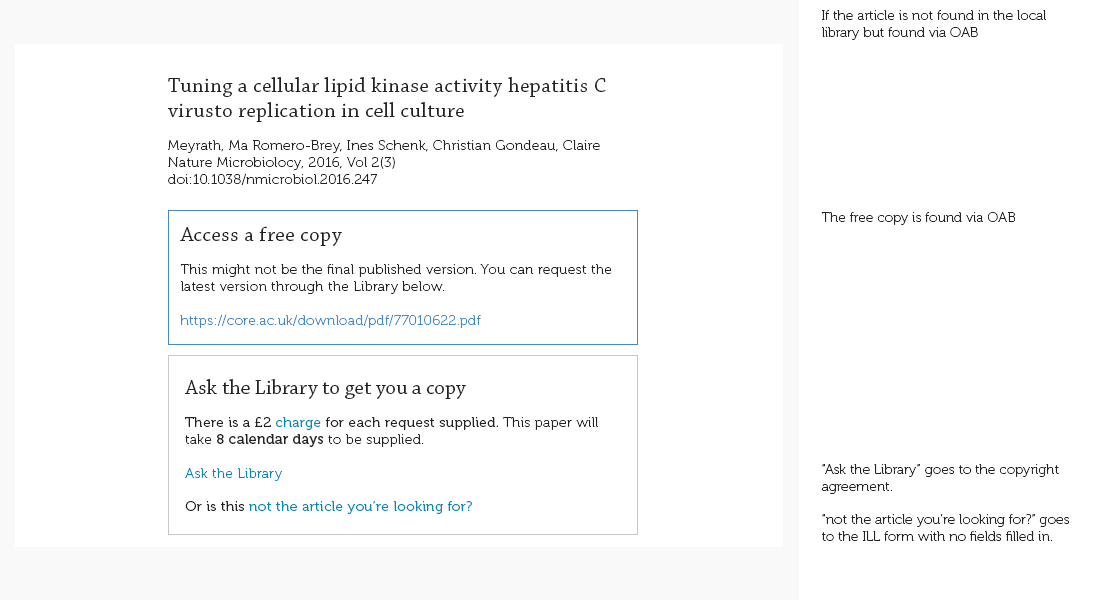 If the article is not found in the local
library but found via OAB
Tuning a cellular lipid kinase activity hepatitis C
virusto replication in cell culture
Meyrath, Ma Romero-Brey, Ines Schenk, Christian Gondeau, Claire
Nature Microbiolocy, 2016, Vol 2(3)
doi:10.1038/nmicrobiol.2016.247
Access a free copy
The free copy is found via OAB
This might not be the final published version. You can request the
latest version through the Library below.
https://core.ac.uk/download/pdf/77010622.pdf
Ask the Library to get you a copy
There is a £2 charge for each request supplied. This paper will
take 8 calendar days to be supplied.
Ask the Library
Or is this not the article you're looking for?
"Ask the Library" goes to the copyright
agreement.
"not the article you're looking for?" goes
to the ILL form with no fields filled in.